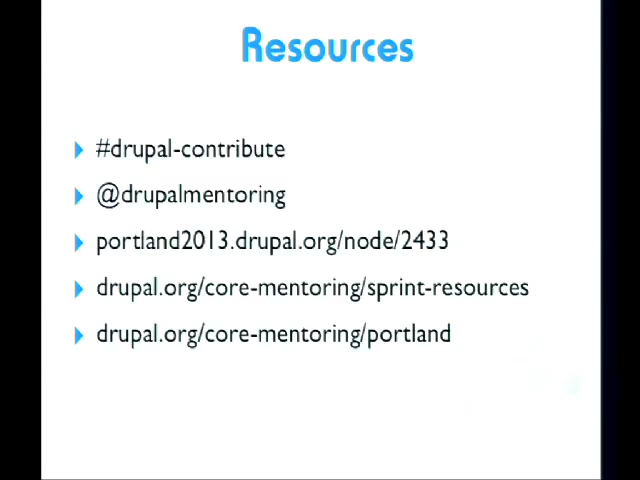 Resources
#drupal-contribute
@drupalmentoring
portland2013.drupal.org/node/2433
drupal.org/core-mentoring/sprint-resources
drupal.org/core-mentoring/portland